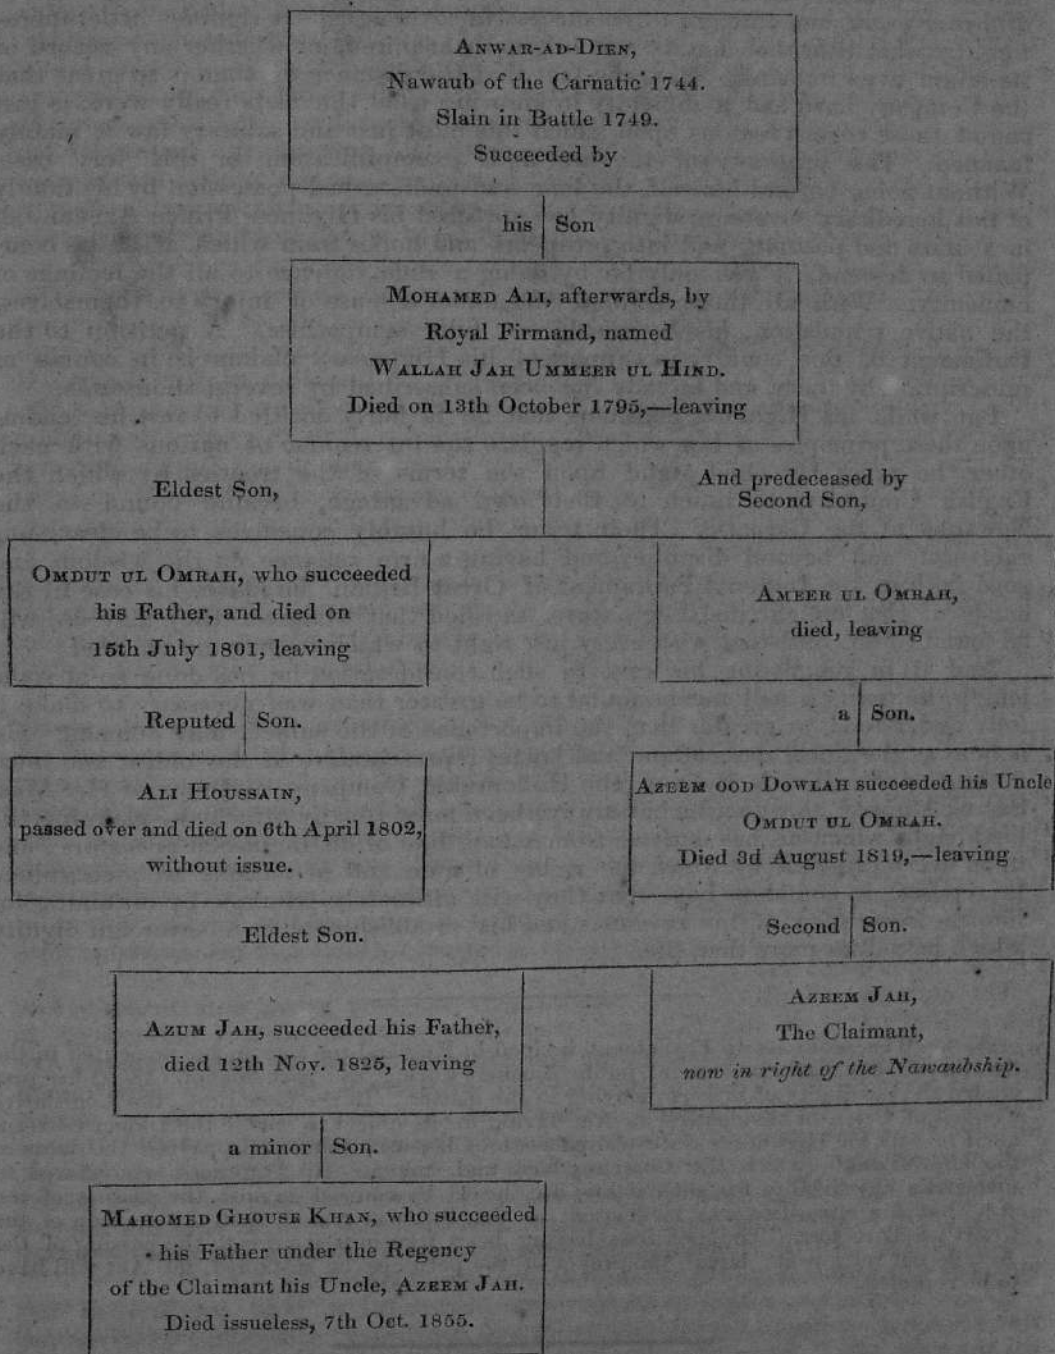 ANWAR-AD-DIEN,
Nawaub of the Carnatic 1744.
Slain in Battle 1749.
Succeeded by
his Son
MOHAMED ALI, afterwards, by
Royal Firmand, named
WALLAH JAH UMMEER UL HIND.
Died on 13th October 1795,—leaving
Eldest Son,
And predeceased by
Second Son,
OMDUT UL OMRAH, who succeeded
his Father, and died on
15th July 1801, leaving
AMEER UL OMRAH,
died, leaving
Reputed Son.
a Son.
ALI HOUSSAIN,
passed over and died on 6th April 1802,
without issue.
AZEEM OOD DOWLAH succeeded his Uncle
OMDUT UL OMRAH.
Died 3d August 1819,—leaving
Eldest Son.
Second Son.
AZUM JAH, succeeded his Father,
died 12th Nov. 1825, leaving
AZEEM JAH,
The Claimant,
now in right of the Nawaubship.
a minor Son.
MAHOMED GHOUSE KHAN, who succeeded
his Father under the Regency
of the Claimant his Uncle, AZEEM JAH.
Died issueless, 7th Oct. 1855.